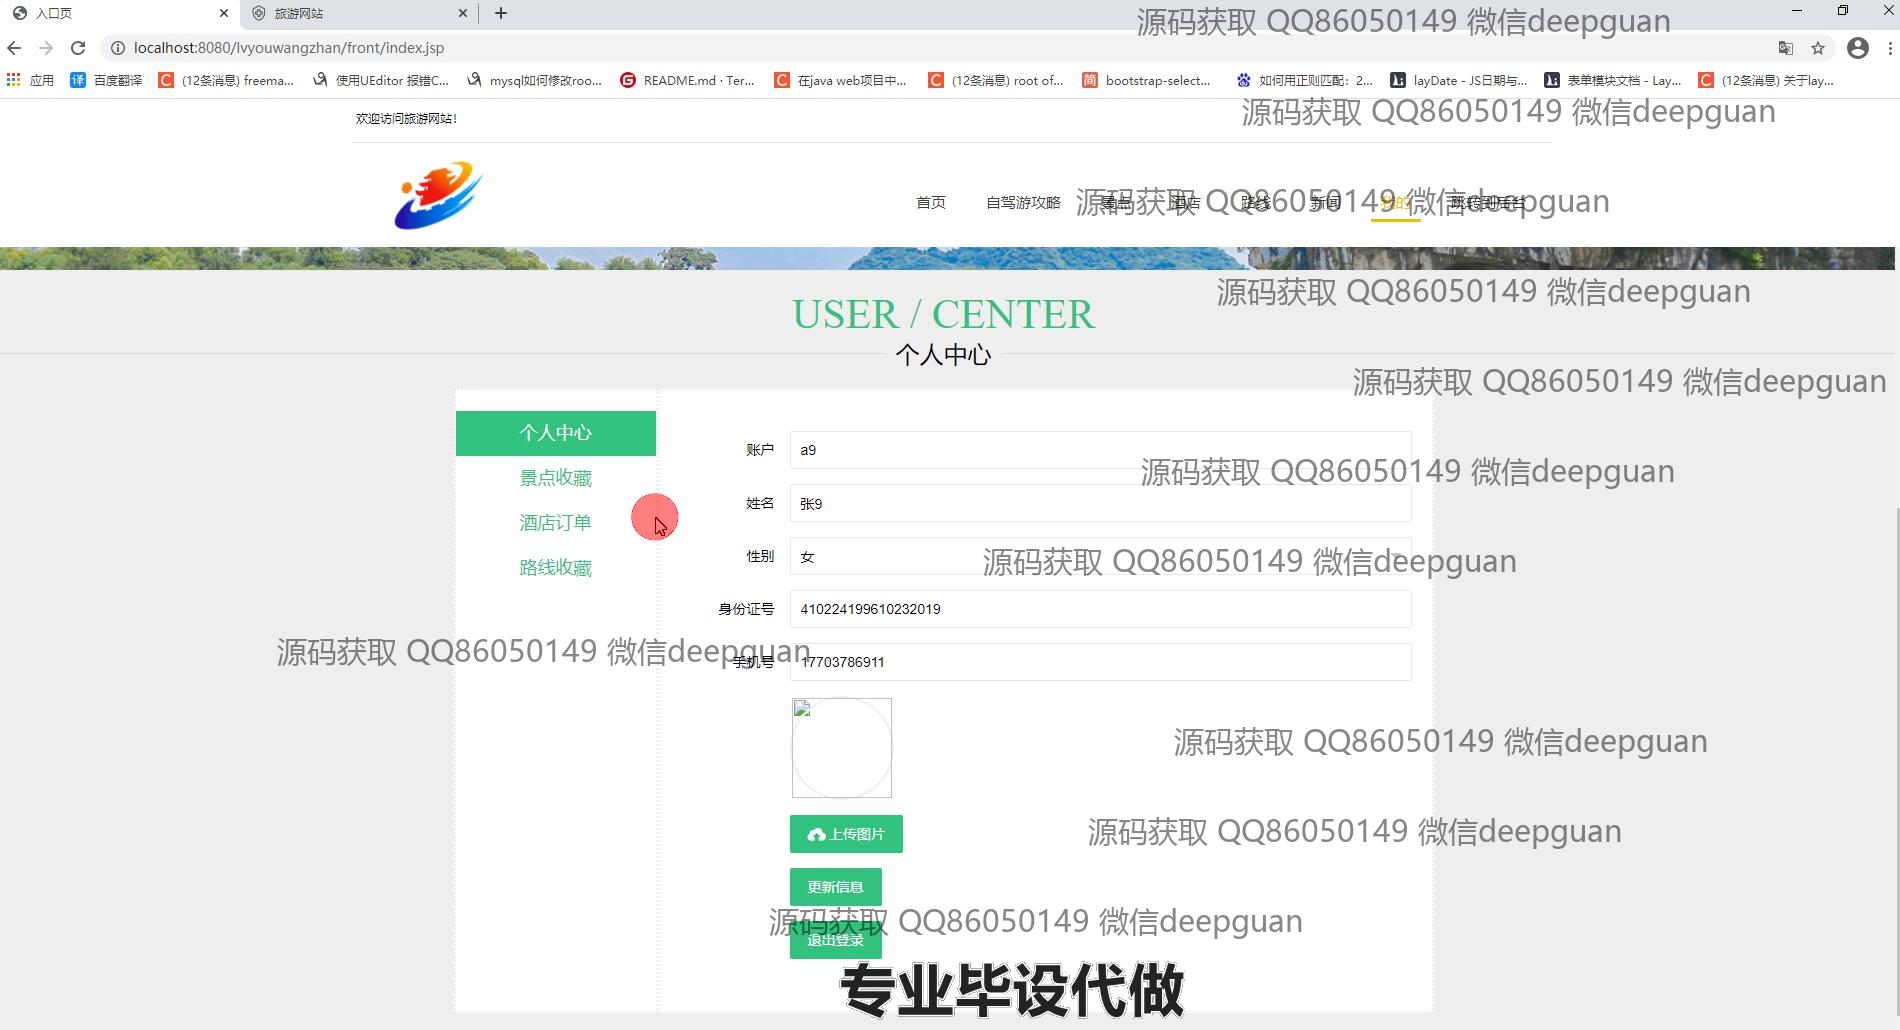 入口页
旅游网站
源码获取 QQ86050149 微信deepguan
localhost:8080/lvyouwangzhan/front/index.jsp
应用
百度翻译
(12条消息) freema...
使用UEditor 报错C...
mysql如何修改roo...
README.md · Ter...
在java web项目中...
(12条消息) root of...
bootstrap-select...
如何用正则匹配：2...
layDate - JS日期与...
表单模块文档 - Lay...
(12条消息) 关于lay...
欢迎访问旅游网站!
源码获取 QQ86050149 微信deepguan
首页
自驾游攻略
景点
酒店
路线
新闻
我的
跳转到后台
源码获取 QQ86050149 微信deepguan
源码获取 QQ86050149 微信deepguan
USER / CENTER
个人中心
源码获取 QQ86050149 微信deepguan
个人中心
景点收藏
酒店订单
路线收藏
账户 a9
源码获取 QQ86050149 微信deepguan
姓名 张9
性别 女
源码获取 QQ86050149 微信deepguan
身份证号 410224199610232019
源码获取 QQ86050149 微信deepguan
手机号 17703786911
源码获取 QQ86050149 微信deepguan
上传图片
源码获取 QQ86050149 微信deepguan
更新信息
源码获取 QQ86050149 微信deepguan
退出登录
专业毕设代做